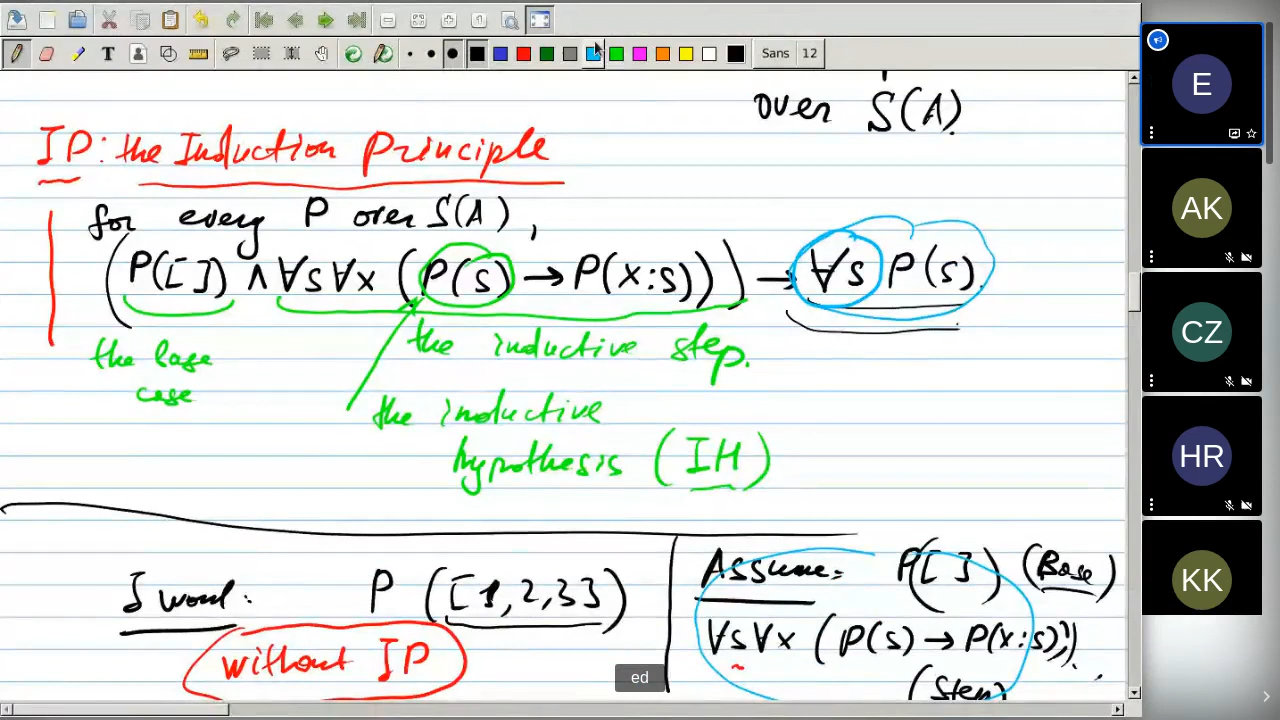 Sans 12
over S(A)
IP: the Induction Principle
for every P over S(A),
(P([]) ∧ ∀s∀x (P(s) → P(x:s))) → ∀s P(s)
the base case
the inductive step.
the inductive
hypothesis (IH)
I want: P([1,2,3])
without IP
Assume: P([]) (Base)
∀s∀x (P(s) → P(x:s))
(Step)
ed
E
AK
CZ
HR
KK